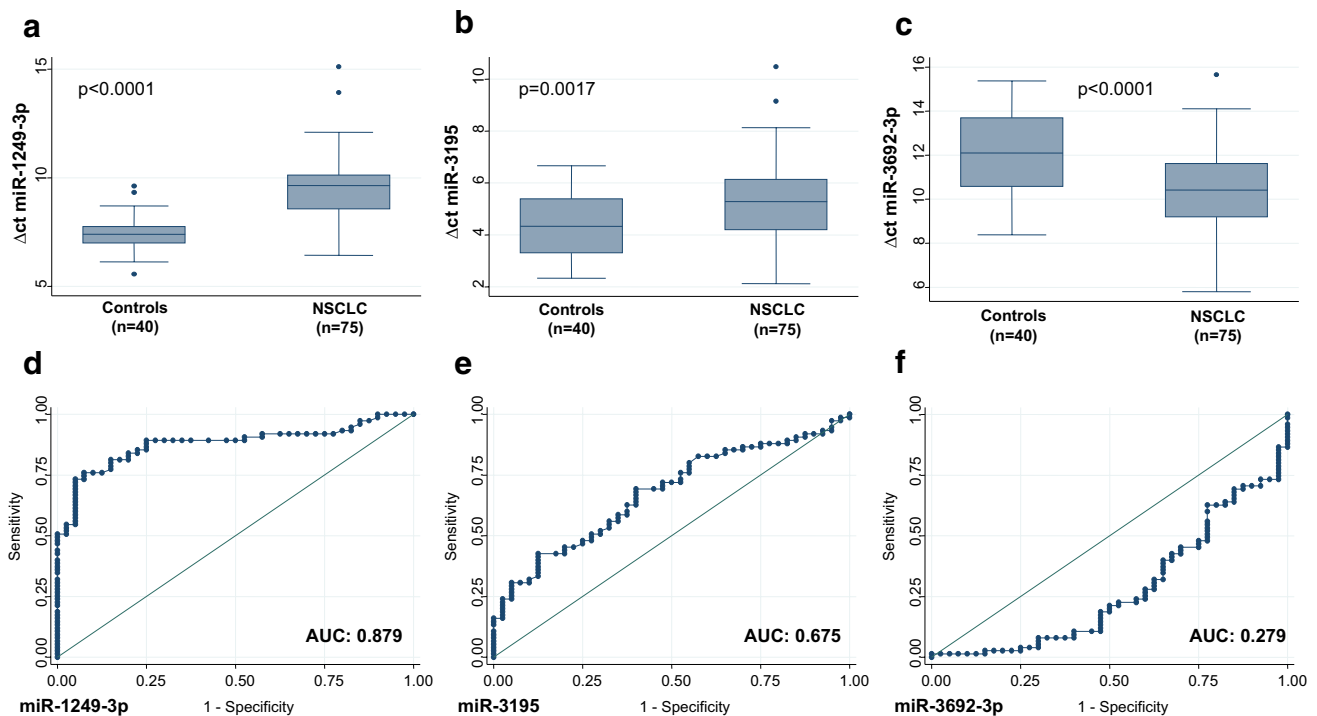 a
p<0.0001
Δct miR-1249-3p
15
10
5
Controls
(n=40)
NSCLC
(n=75)
b
p=0.0017
Δct miR-3195
10
8
6
4
2
Controls
(n=40)
NSCLC
(n=75)
c
p<0.0001
Δct miR-3692-3p
16
14
12
10
8
6
Controls
(n=40)
NSCLC
(n=75)
d
Sensitivity
1.00
0.75
0.50
0.25
0.00
AUC: 0.879
0.00 0.25 0.50 0.75 1.00
miR-1249-3p 1 - Specificity
e
Sensitivity
1.00
0.75
0.50
0.25
0.00
AUC: 0.675
0.00 0.25 0.50 0.75 1.00
miR-3195 1 - Specificity
f
Sensitivity
1.00
0.75
0.50
0.25
0.00
AUC: 0.279
0.00 0.25 0.50 0.75 1.00
miR-3692-3p 1 - Specificity